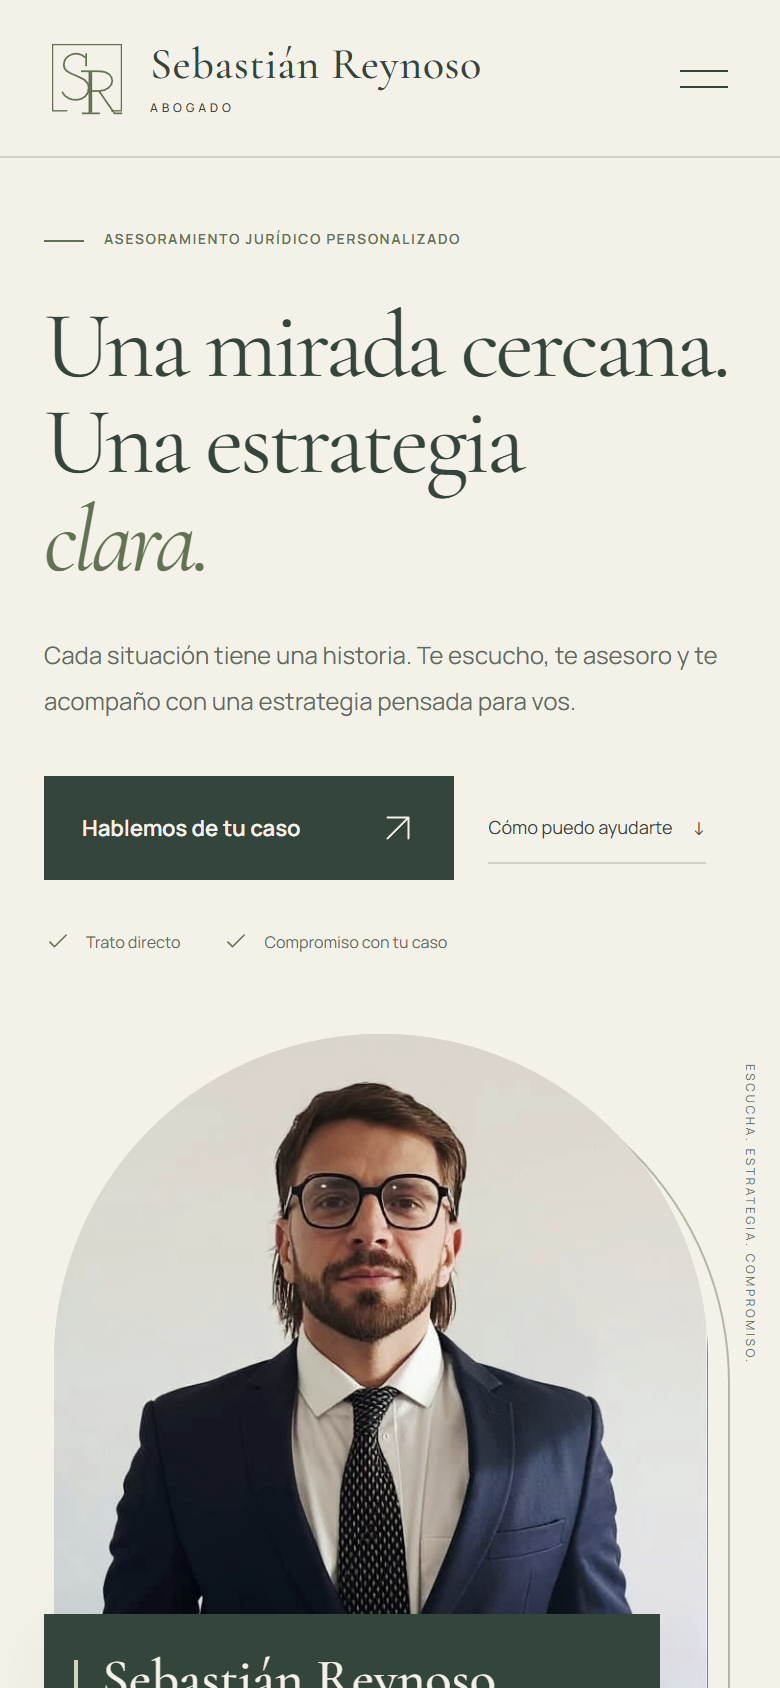 SR
Sebastián Reynoso
ABOGADO
ASESORAMIENTO JURÍDICO PERSONALIZADO
Una mirada cercana.
Una estrategia
clara.
Cada situación tiene una historia. Te escucho, te asesoro y te
acompaño con una estrategia pensada para vos.
Hablemos de tu caso
Cómo puedo ayudarte ↓
Trato directo
Compromiso con tu caso
ESCUCHA. ESTRATEGIA. COMPROMISO.
Sebastián Reynoso